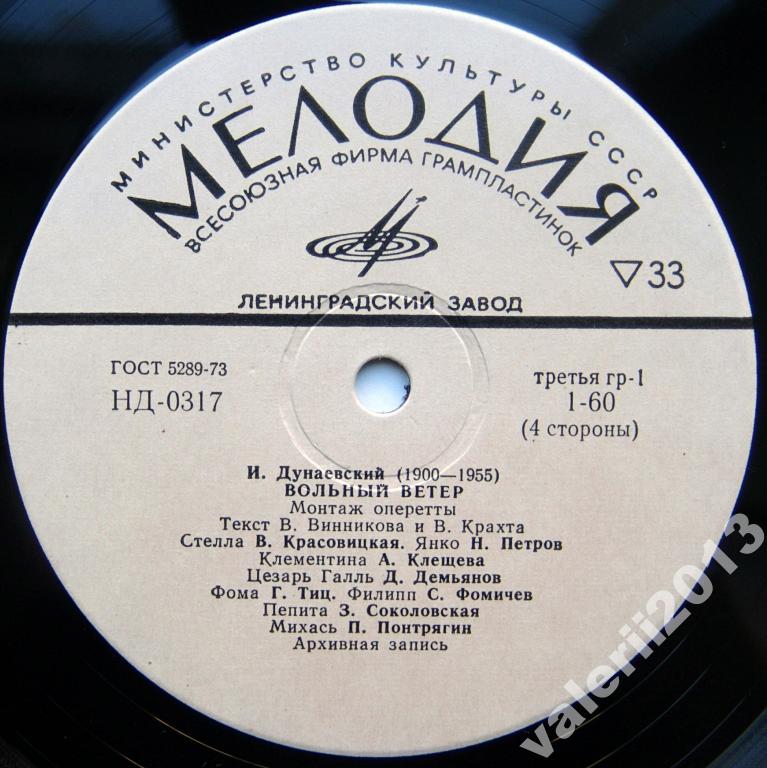 МИНИСТЕРСТВО КУЛЬТУРЫ СССР
МЕЛОДИЯ
ВСЕСОЮЗНАЯ ФИРМА ГРАМПЛАСТИНОК
▽33
ЛЕНИНГРАДСКИЙ ЗАВОД
ГОСТ 5289-73
НД-0317
третья гр-1
1-60
(4 стороны)
И. Дунаевский (1900—1955)
ВОЛЬНЫЙ ВЕТЕР
Монтаж оперетты
Текст В. Винникова и В. Крахта
Стелла В. Красовицкая. Янко Н. Петров
Клементина А. Клещева
Цезарь Галль Д. Демьянов
Фома Г. Тиц. Филипп С. Фомичев
Пепита З. Соколовская
Михась П. Понтрягин
Архивная запись
valerii2013